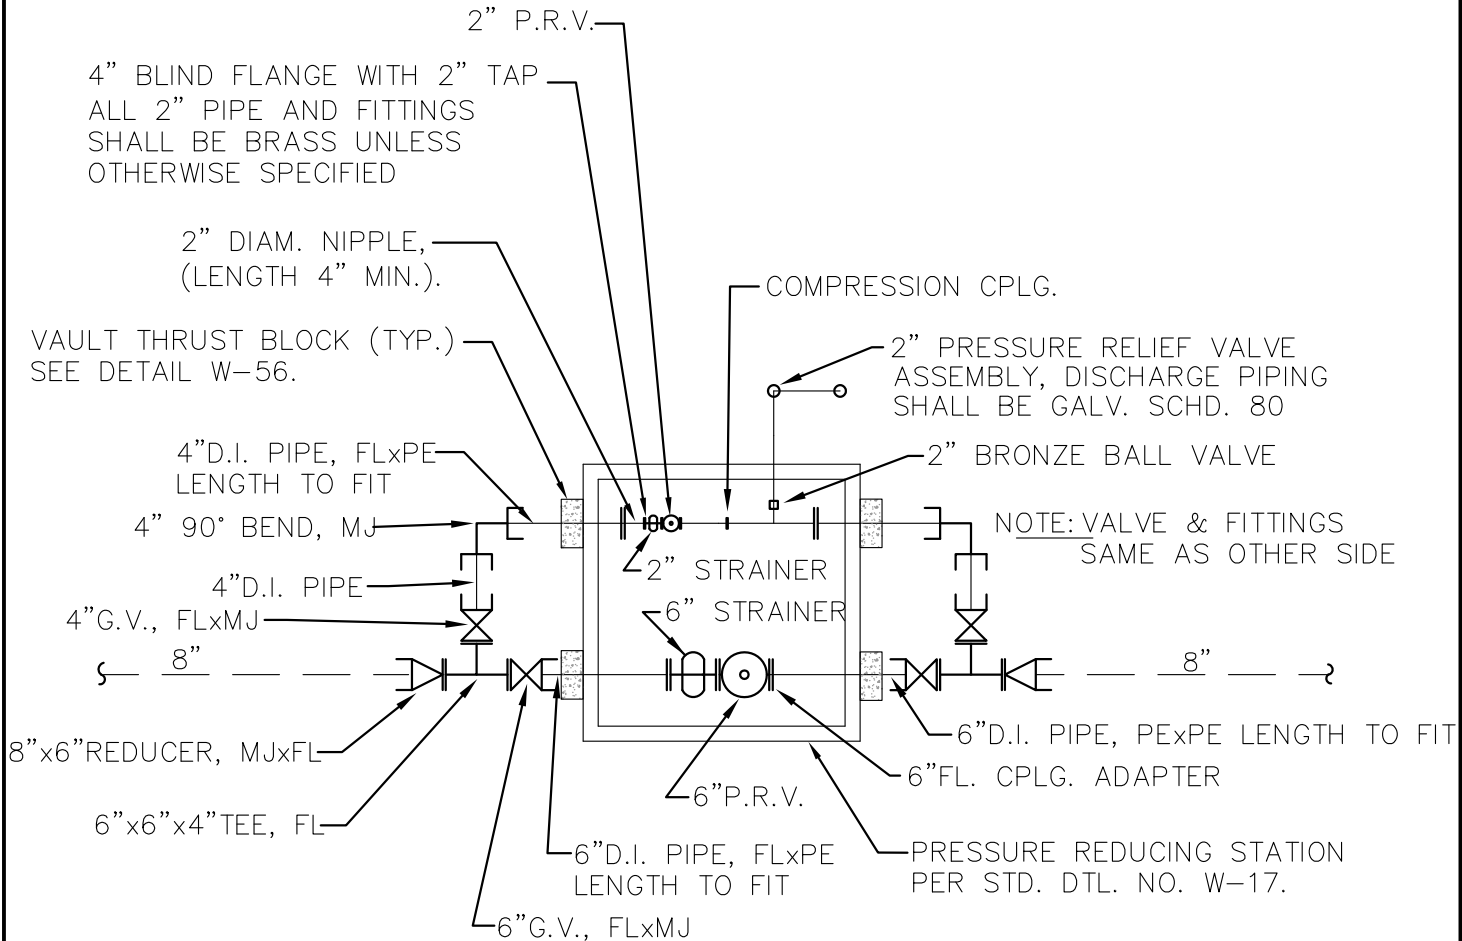 2” P.R.V.
4” BLIND FLANGE WITH 2” TAP
ALL 2” PIPE AND FITTINGS
SHALL BE BRASS UNLESS
OTHERWISE SPECIFIED
2” DIAM. NIPPLE,
(LENGTH 4” MIN.).
COMPRESSION CPLG.
VAULT THRUST BLOCK (TYP.)
SEE DETAIL W-56.
2” PRESSURE RELIEF VALVE
ASSEMBLY, DISCHARGE PIPING
SHALL BE GALV. SCHD. 80
4”D.I. PIPE, FLxPE
LENGTH TO FIT
2” BRONZE BALL VALVE
4” 90° BEND, MJ
NOTE: VALVE & FITTINGS
SAME AS OTHER SIDE
2” STRAINER
4”D.I. PIPE
6” STRAINER
4”G.V., FLxMJ
8”
8”
8”x6”REDUCER, MJxFL
6”D.I. PIPE, PExPE LENGTH TO FIT
6”FL. CPLG. ADAPTER
6”P.R.V.
6”x6”x4”TEE, FL
6”D.I. PIPE, FLxPE
LENGTH TO FIT
PRESSURE REDUCING STATION
PER STD. DTL. NO. W-17.
6”G.V., FLxMJ